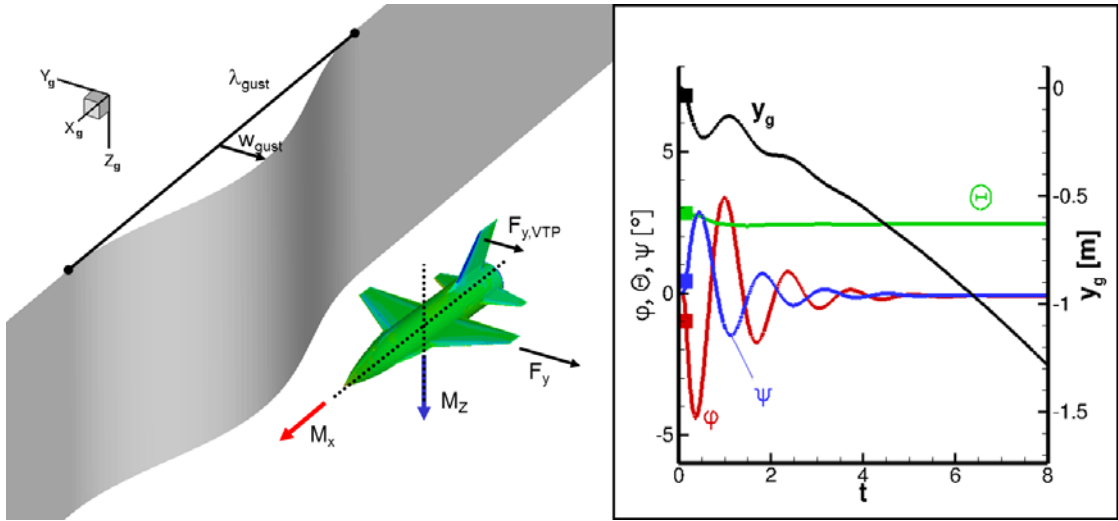 Yg
Xg
Zg
λgust
wgust
Fy,VTP
Fy
MZ
Mx
yg
Θ
ψ
φ
5
0
-5
φ, Θ, ψ [°]
0
-0.5
-1
-1.5
yg [m]
0
2
4
6
8
t